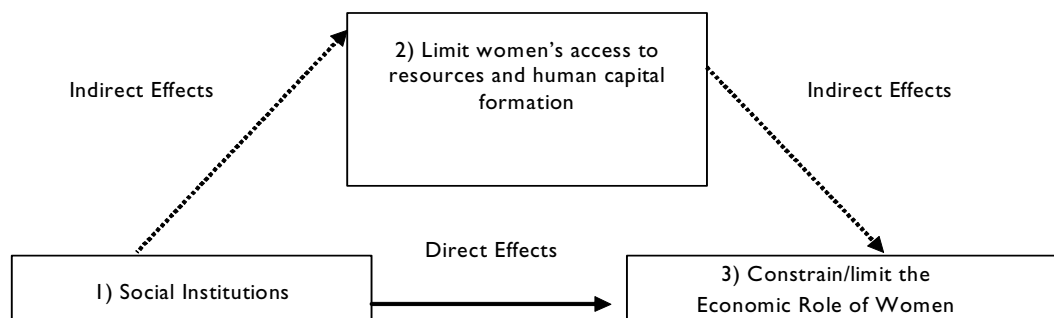 2) Limit women’s access to
resources and human capital
formation
Indirect Effects
Indirect Effects
Direct Effects
1) Social Institutions
3) Constrain/limit the
Economic Role of Women